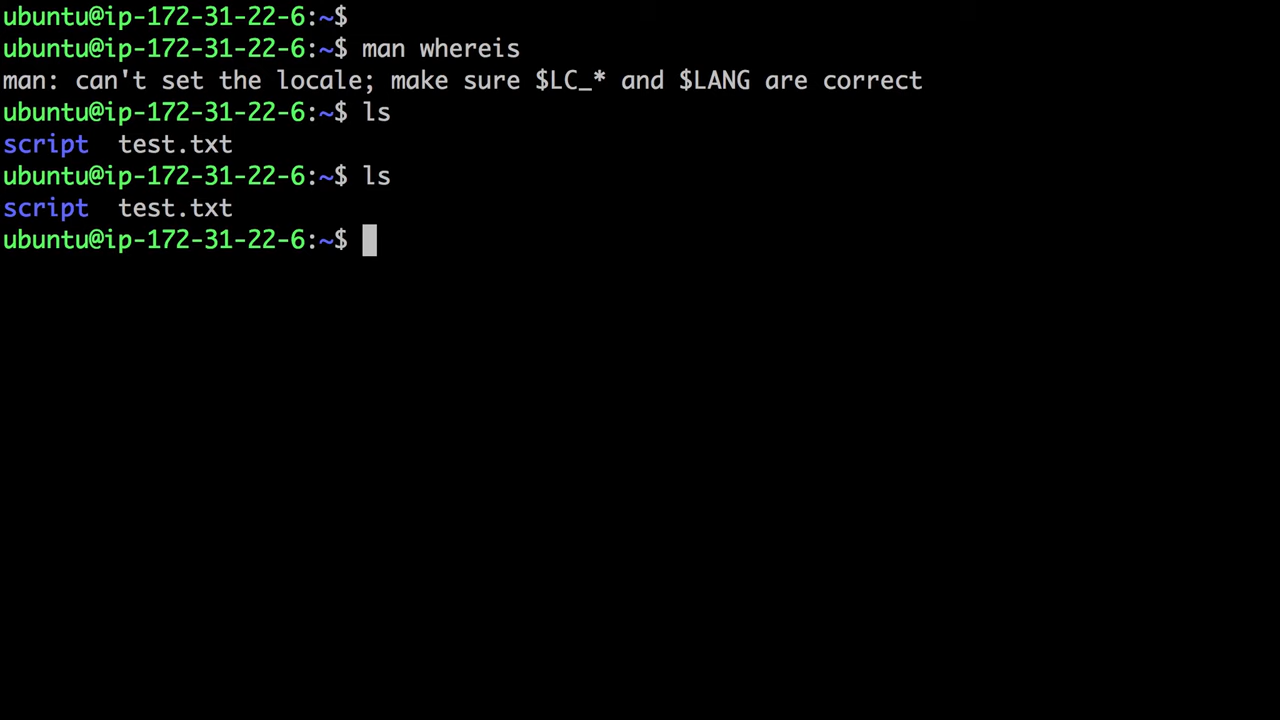 ubuntu@ip-172-31-22-6:~$
ubuntu@ip-172-31-22-6:~$ man whereis
man: can't set the locale; make sure $LC_* and $LANG are correct
ubuntu@ip-172-31-22-6:~$ ls
script  test.txt
ubuntu@ip-172-31-22-6:~$ ls
script  test.txt
ubuntu@ip-172-31-22-6:~$